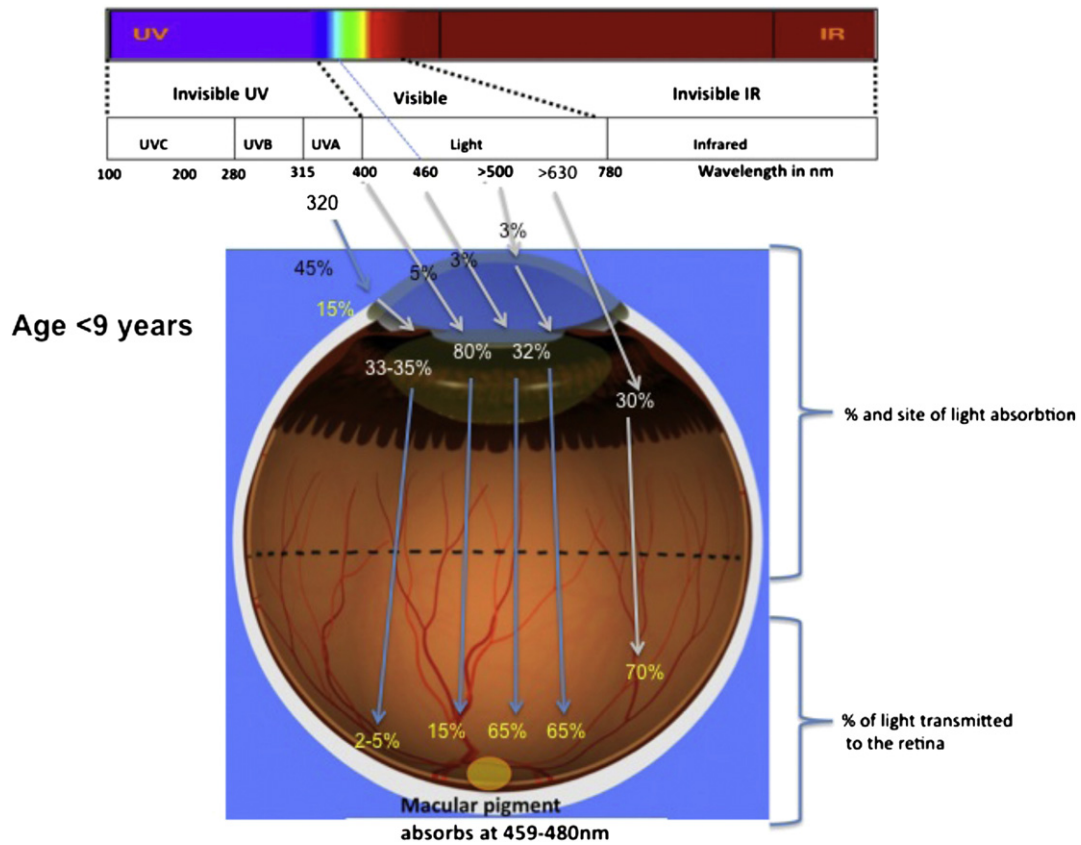 UV IR
Invisible UV Visible Invisible IR
UVC UVB UVA Light Infrared
100 200 280 315 400 460 >500 >630 780 Wavelength in nm
320
3%
45% 5% 3%
15%
Age <9 years
33-35% 80% 32%
30%
% and site of light absorbtion
70%
2-5% 15% 65% 65%
% of light transmitted
to the retina
Macular pigment
absorbs at 459-480nm